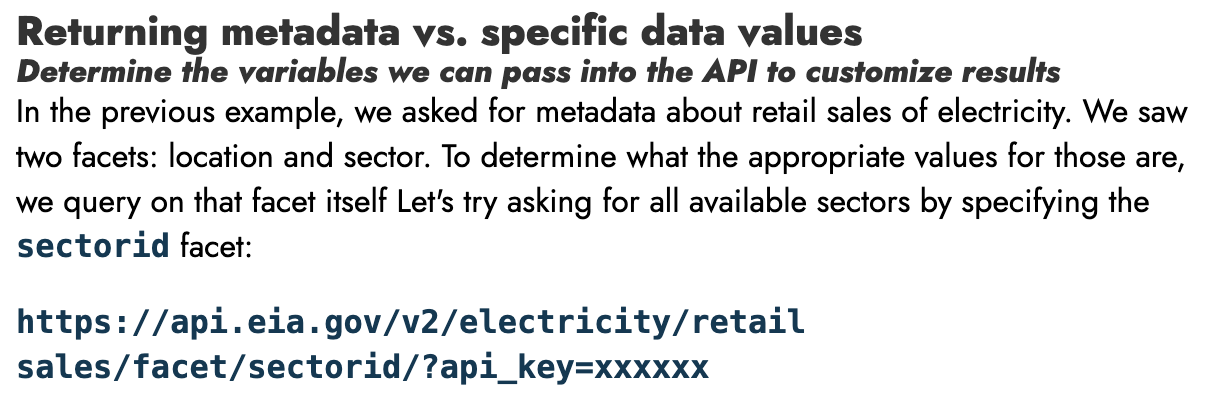 Returning metadata vs. specific data values
Determine the variables we can pass into the API to customize results
In the previous example, we asked for metadata about retail sales of electricity. We saw
two facets: location and sector. To determine what the appropriate values for those are,
we query on that facet itself Let's try asking for all available sectors by specifying the
sectorid facet:
https://api.eia.gov/v2/electricity/retail
sales/facet/sectorid/?api_key=xxxxxx